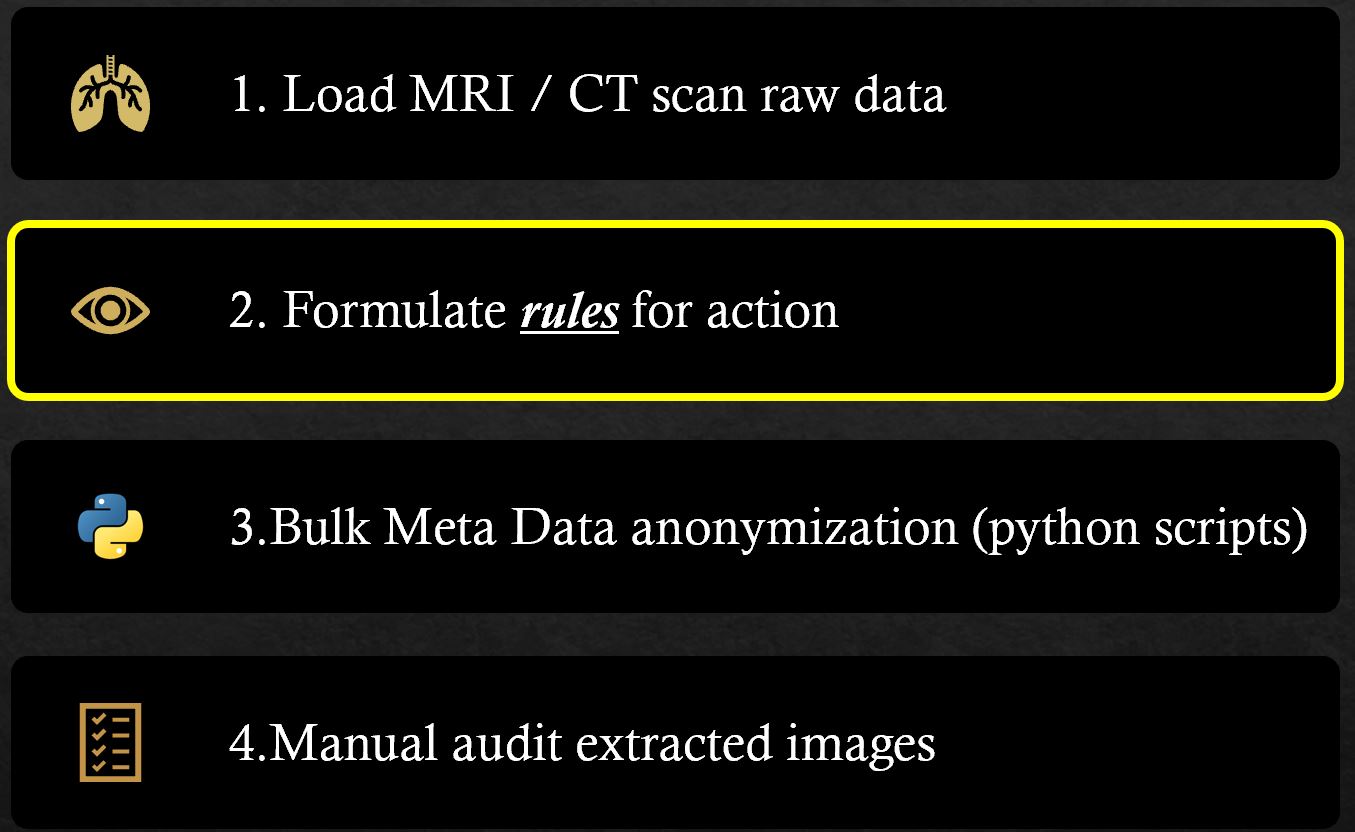 1. Load MRI / CT scan raw data
2. Formulate rules for action
3.Bulk Meta Data anonymization (python scripts)
4.Manual audit extracted images